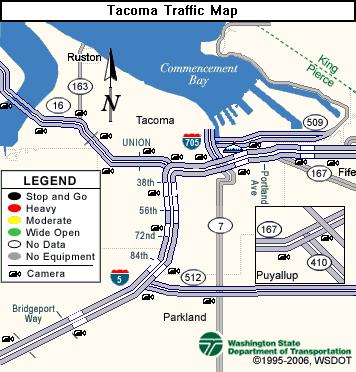 Tacoma Traffic Map
Ruston
163
16
N
Commencement
Bay
King
Pierce
Tacoma
509
UNION
705
38th
56th
72nd
84th
Portland
Ave
167
Fife
7
LEGEND
Stop and Go
Heavy
Moderate
Wide Open
No Data
No Equipment
Camera
167
410
Puyallup
5
512
Bridgeport
Way
Parkland
Washington State
Department of Transportation
©1995-2006, WSDOT